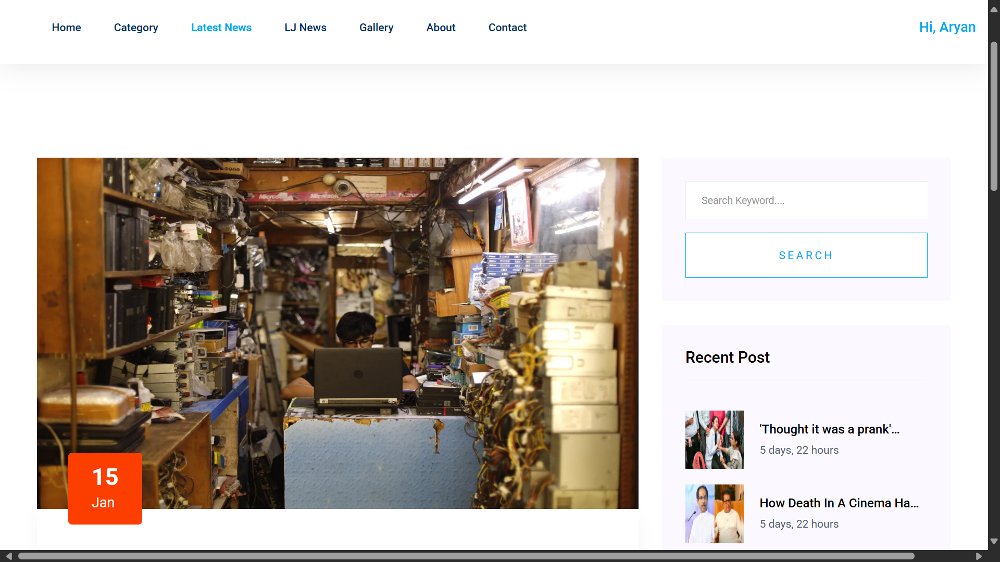 Home
Category
Latest News
LJ News
Gallery
About
Contact
Hi, Aryan
Microsoft
15
Jan
Search Keyword....
SEARCH
Recent Post
'Thought it was a prank'...
5 days, 22 hours
How Death In A Cinema Ha...
5 days, 22 hours